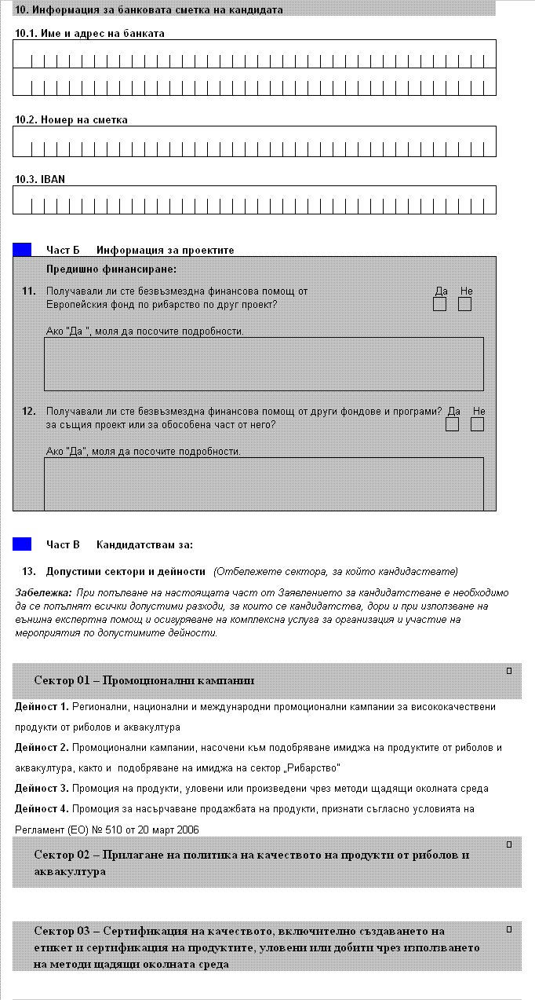 10. Информация за банковата сметка на кандидата
10.1. Име и адрес на банката
10.2. Номер на сметка
10.3. IBAN
Част Б Информация за проектите
Предишно финансиране:
11. Получавали ли сте безвъзмездна финансова помощ от Да Не
Европейския фонд по рибарство по друг проект?
Ако "Да ", моля да посочите подробности.
12. Получавали ли сте безвъзмездна финансова помощ от други фондове и програми? Да Не
за същия проект или за обособена част от него?
Ако "Да", моля да посочите подробности.
Част В Кандидатствам за:
13. Допустими сектори и дейности (Отбележете сектора, за който кандидаствате)
Забележка: При попълване на настоящата част от Заявлението за кандидатстване е необходимо
да се попълнят всички допустими разходи, за които се кандидатства, дори и при използване на
външна експертна помощ и осигуряване на комплексна услуга за организация и участие на
мероприятия по допустимите дейности.
Сектор 01 – Промоционални кампании
Дейност 1. Регионални, национални и международни промоционални кампании за висококачествени
продукти от риболов и аквакултура
Дейност 2. Промоционални кампании, насочени към подобряване имиджа на продуктите от риболов и
аквакултура, както и подобряване на имиджа на сектор „Рибарство"
Дейност 3. Промоция на продукти, уловени или произведени чрез методи щадящи околната среда
Дейност 4. Промоция за насърчаване продажбата на продукти, признати съгласно условията на
Регламент (ЕО) № 510 от 20 март 2006
Сектор 02 – Прилагане на политика на качеството на продукти от риболов и
аквакултура
Сектор 03 – Сертификация на качеството, включително създаването на
етикет и сертификация на продуктите, уловени или добити чрез използването
на методи щадящи околната среда